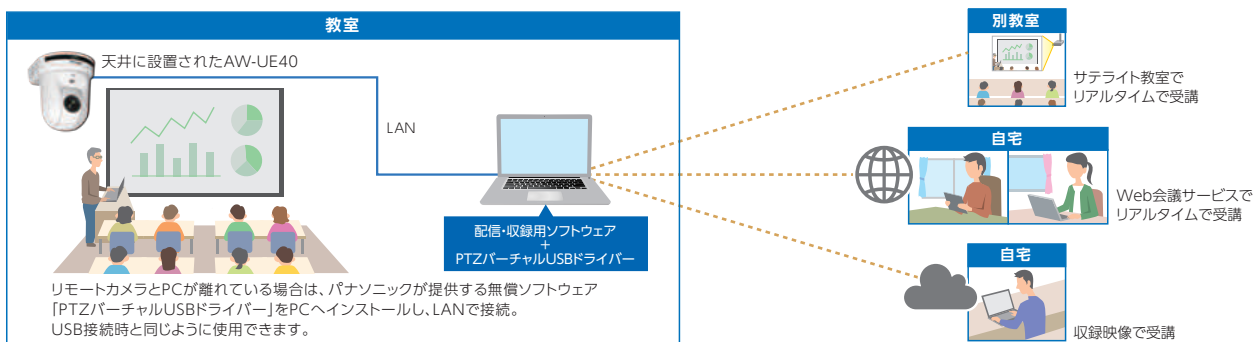 教室
天井に設置されたAW-UE40
LAN
配信・収録用ソフトウェア
+
PTZバーチャルUSBドライバー
リモートカメラとPCが離れている場合は、パナソニックが提供する無償ソフトウェア
「PTZバーチャルUSBドライバー」をPCへインストールし、LANで接続。
USB接続時と同じように使用できます。
別教室
サテライト教室で
リアルタイムで受講
自宅
Web会議サービスで
リアルタイムで受講
自宅
収録映像で受講